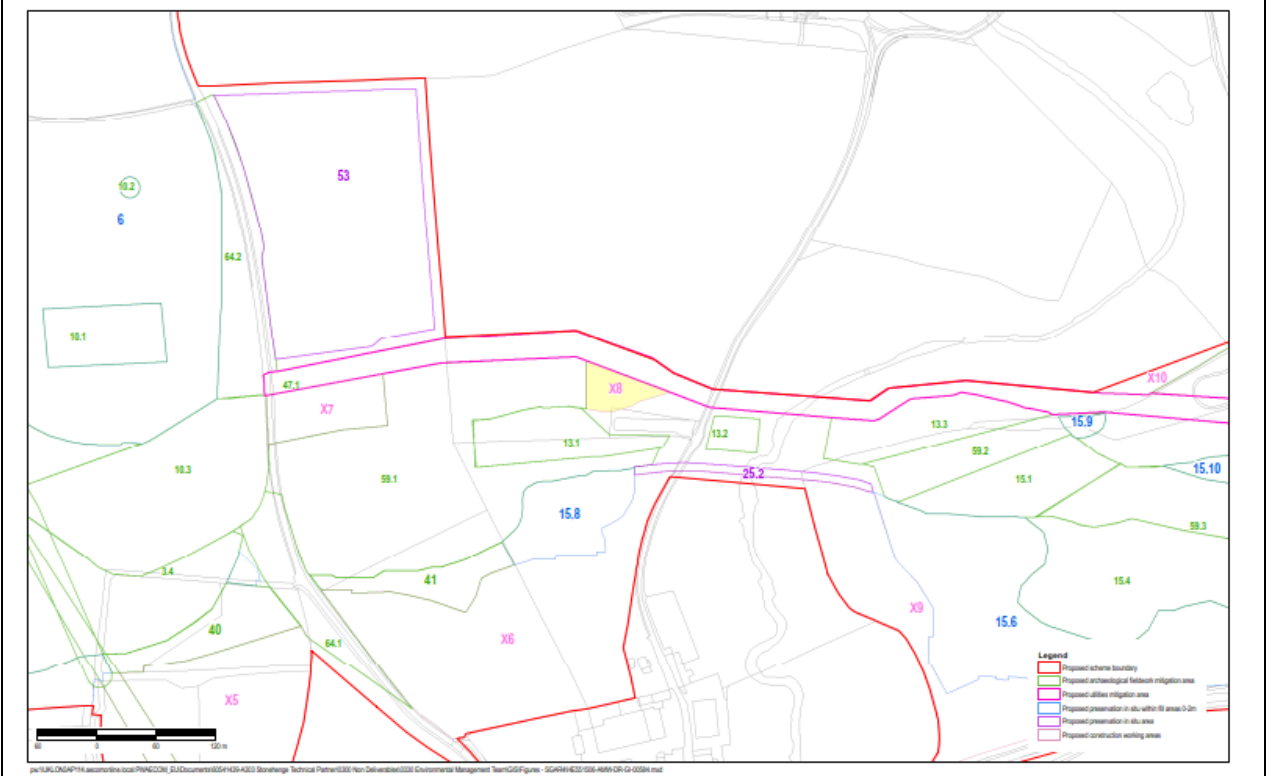 53
10.2
6
64.2
10.1
47.1
X7
X8
X10
13.1
13.2
13.3
15.9
59.2
15.10
10.3
59.1
25.2
15.1
15.8
59.3
3.4
41
15.4
40
64.1
X6
X9
15.6
X5
Legend
Proposed scheme boundary
Proposed archaeological fieldwork mitigation area
Proposed utilities mitigation area
Proposed preservation in situ within fill areas 0-2m
Proposed preservation in situ area
Proposed construction working areas
60 0 60 120 m